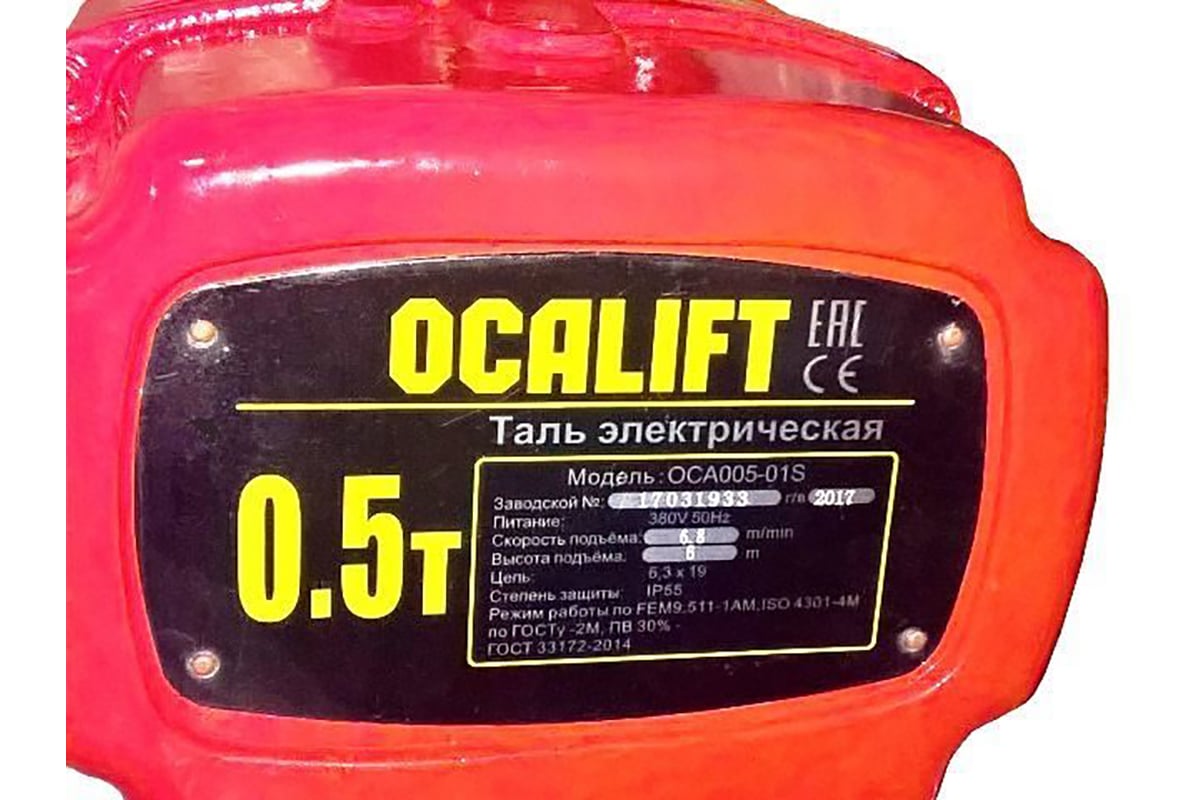 OCALIFT
EAC
CE
Таль электрическая
0.5т
Модель: OCA005-01S
Заводской №: 17031933 г/в 2017
Питание: 380V 50Hz
Скорость подъёма: 6.8 m/min
Высота подъёма: 6 m
Цепь: 6,3 x 19
Степень защиты: IP55
Режим работы по FEM9.511-1AM.ISO 4301-4M
по ГОСТу -2М, ПВ 30% -
ГОСТ 33172-2014